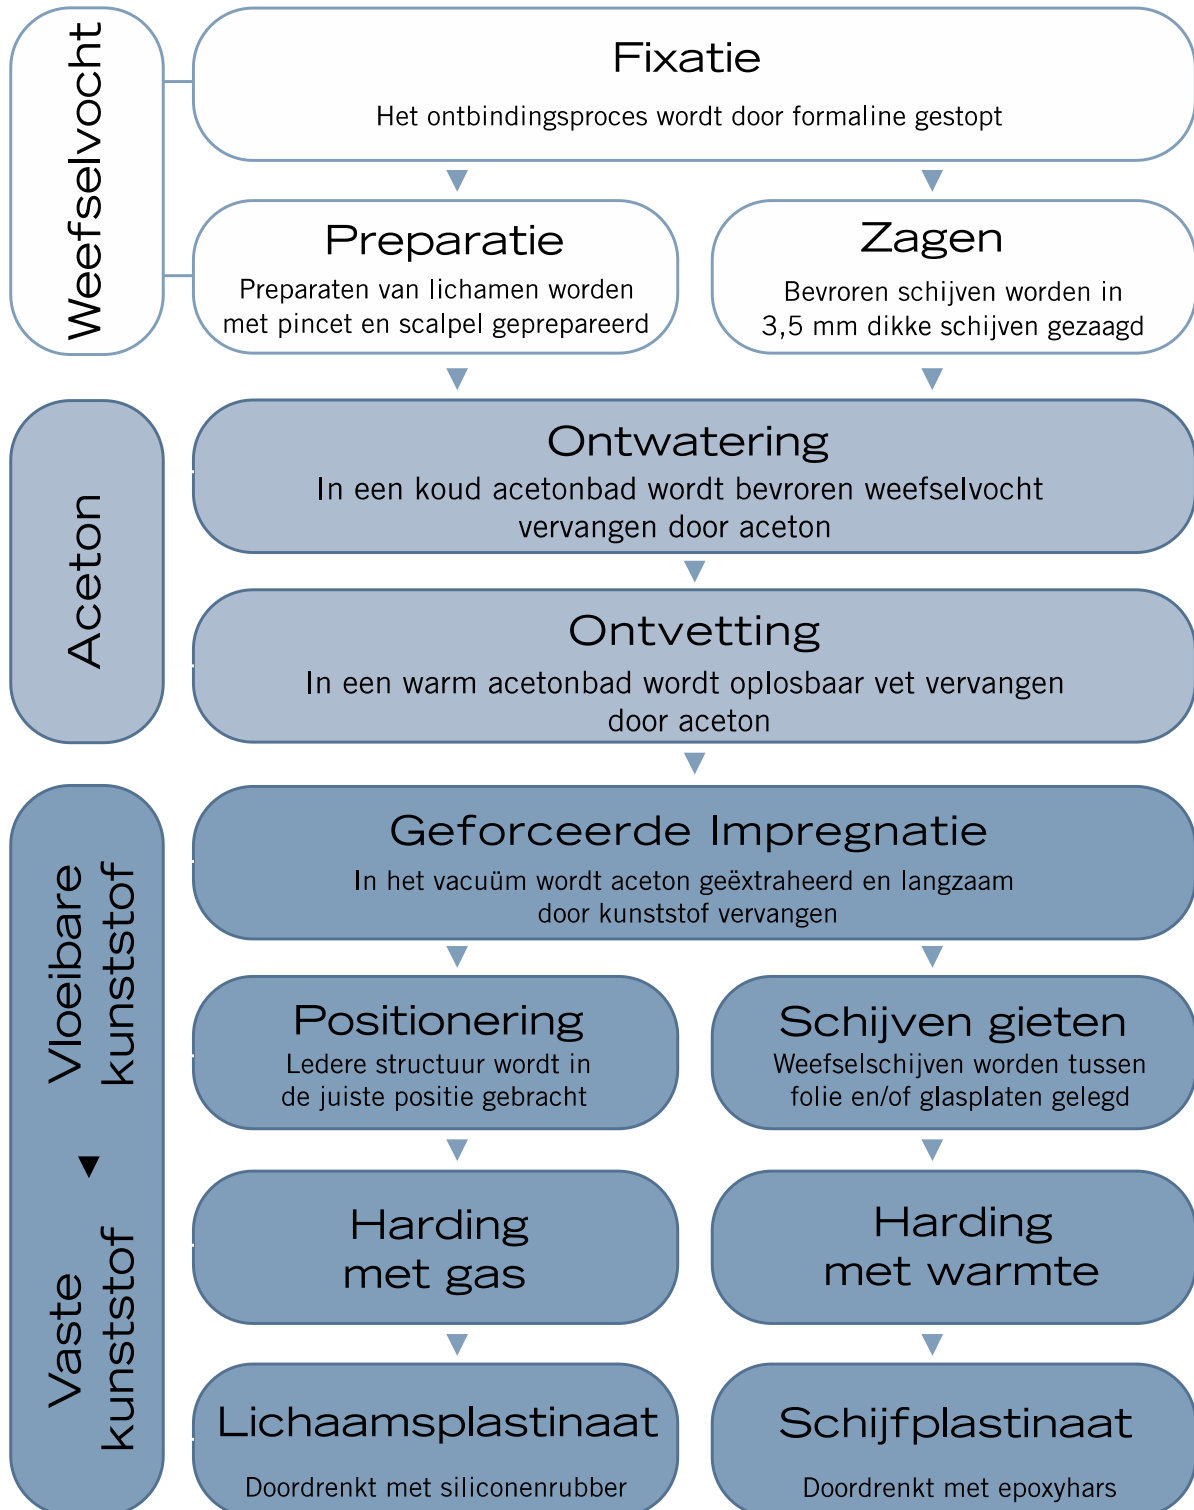 Weefselvocht
Fixatie
Het ontbindingsproces wordt door formaline gestopt
Preparatie
Preparaten van lichamen worden
met pincet en scalpel geprepareerd
Zagen
Bevroren schijven worden in
3,5 mm dikke schijven gezaagd
Aceton
Ontwatering
In een koud acetonbad wordt bevroren weefselvocht
vervangen door aceton
Ontvetting
In een warm acetonbad wordt oplosbaar vet vervangen
door aceton
Vloeibare
kunststof
Geforceerde Impregnatie
In het vacuüm wordt aceton geëxtraheerd en langzaam
door kunststof vervangen
Positionering
Ledere structuur wordt in
de juiste positie gebracht
Schijven gieten
Weefselschijven worden tussen
folie en/of glasplaten gelegd
Vaste
kunststof
Harding
met gas
Harding
met warmte
Lichaamsplastinaat
Doordrenkt met siliconenrubber
Schijfplastinaat
Doordrenkt met epoxyhars